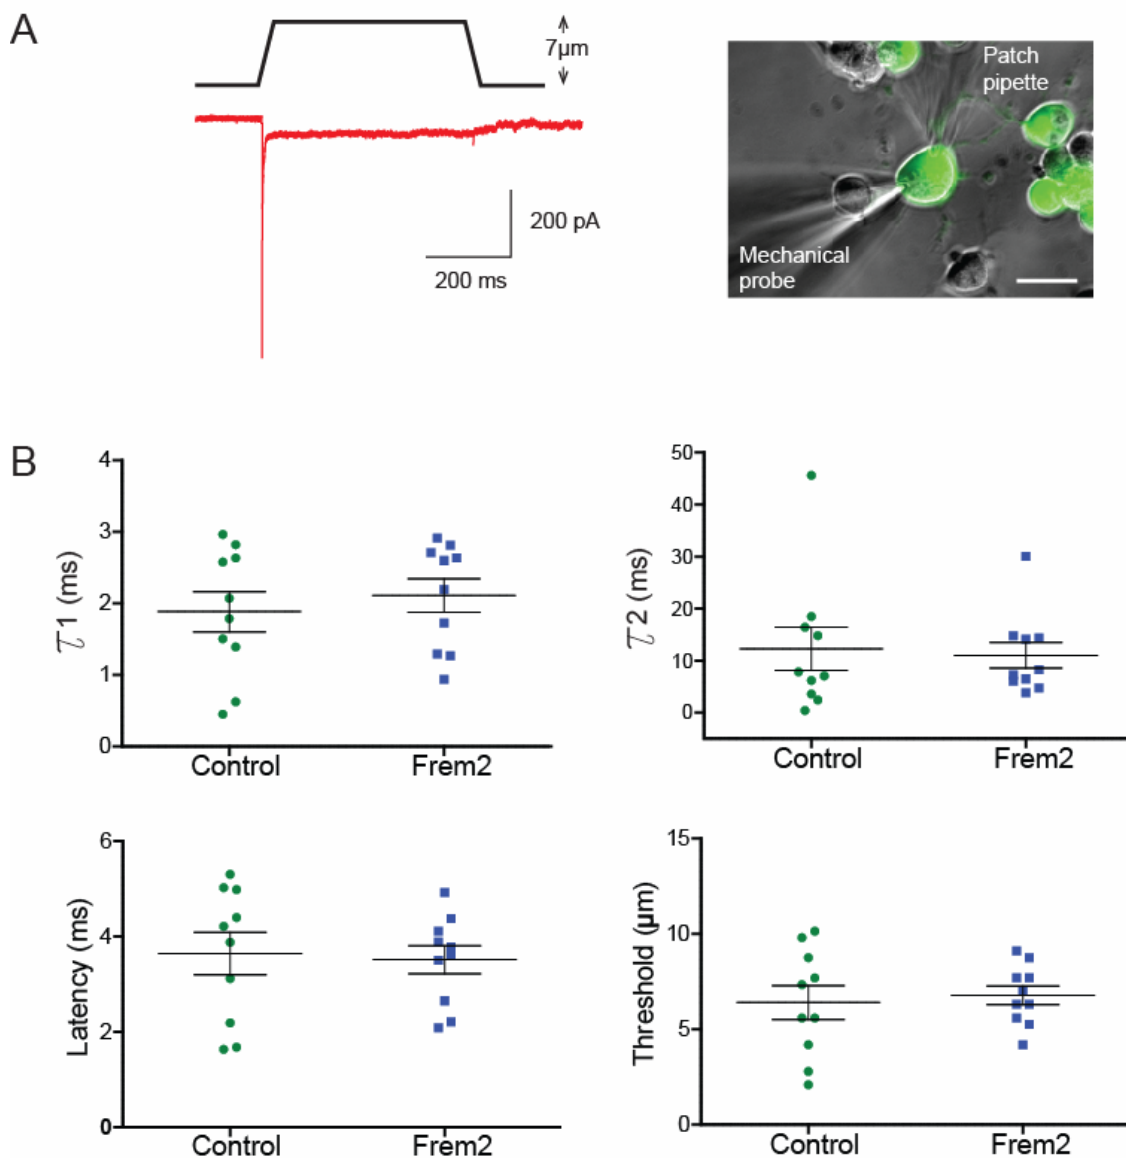 A
7µm
200 pA
200 ms
Patch
pipette
Mechanical
probe
B
4
3
2
1
0
τ1 (ms)
Control
Frem2
50
40
30
20
10
0
τ2 (ms)
Control
Frem2
6
4
2
0
Latency (ms)
Control
Frem2
15
10
5
0
Threshold (µm)
Control
Frem2